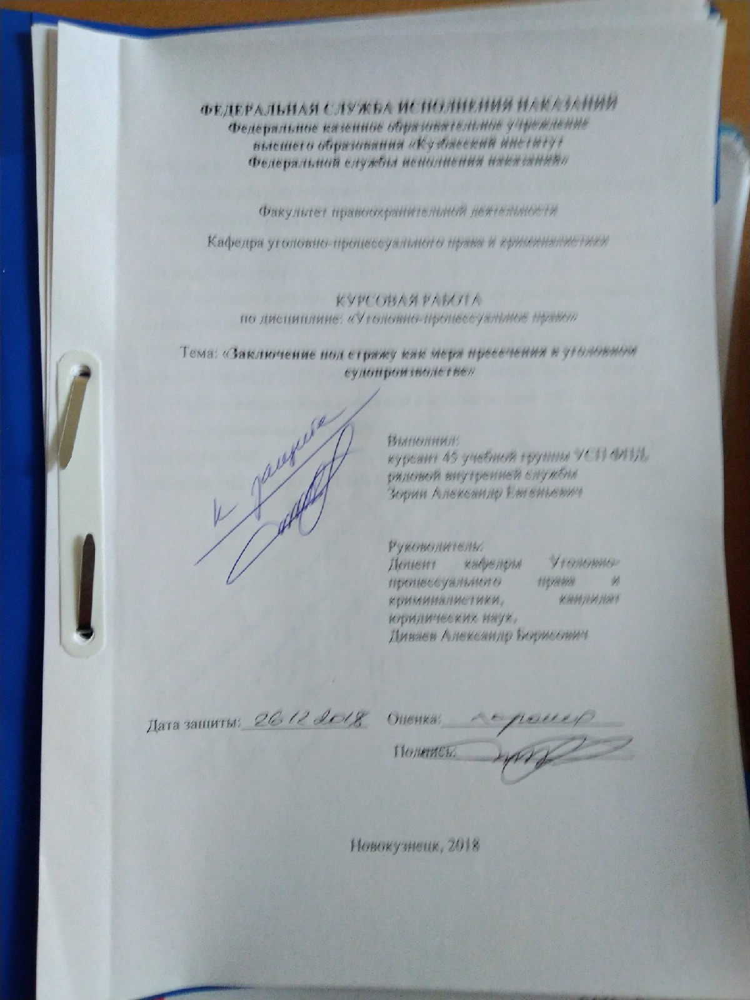 ФЕДЕРАЛЬНАЯ СЛУЖБА ИСПОЛНЕНИЯ НАКАЗАНИЙ
Федеральное казенное образовательное учреждение
высшего образования «Кузбасский институт
Федеральной службы исполнения наказаний»
Факультет правоохранительной деятельности
Кафедра уголовно-процессуального права и криминалистики
КУРСОВАЯ РАБОТА
по дисциплине: «Уголовно-процессуальное право»
Тема: «Заключение под стражу как мера пресечения в уголовном
судопроизводстве»
к защите
Выполнил:
курсант 45 учебной группы
рядовой внутренней службы
Зорин Александр Евгеньевич
Руководитель:
Доцент кафедры Уголовно-
процессуального права и
криминалистики, кандидат
юридических наук,
Диваев Александр Борисович
Дата защиты: 26 12 2018 Оценка: хорошо
Подпись:
Новокузнецк, 2018